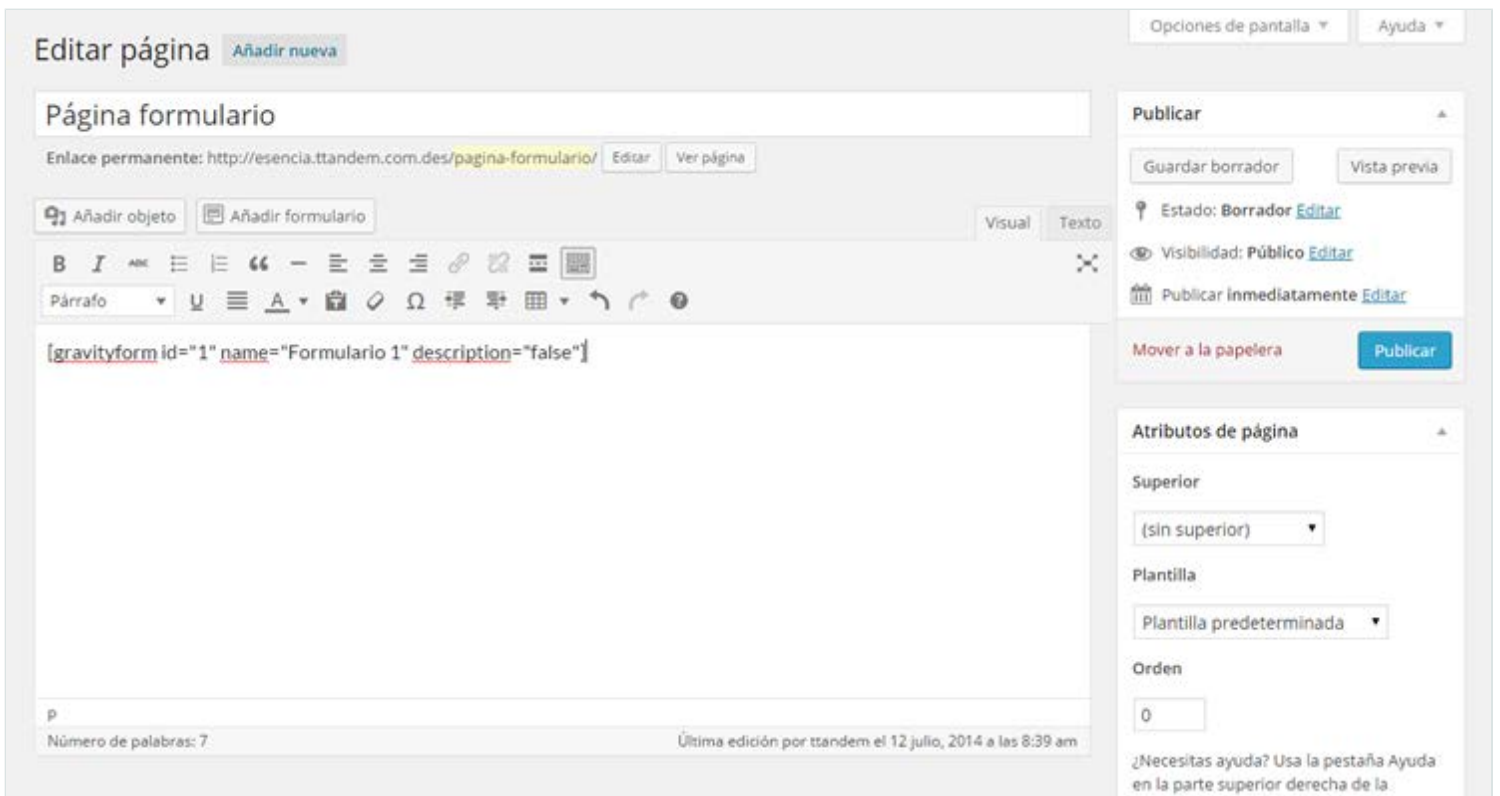 Opciones de pantalla
Ayuda
Editar página Añadir nueva
Página formulario
Enlace permanente: http://esencia.ttandem.com.des/pagina-formulario/ Editar Ver página
Añadir objeto Añadir formulario
Visual Texto
B I ABC
Párrafo U A Ω
[gravityform id="1" name="Formulario 1" description="false"]
P
Número de palabras: 7
Última edición por ttandem el 12 julio, 2014 a las 8:39 am
Publicar
Guardar borrador Vista previa
Estado: Borrador Editar
Visibilidad: Público Editar
Publicar inmediatamente Editar
Mover a la papelera Publicar
Atributos de página
Superior
(sin superior)
Plantilla
Plantilla predeterminada
Orden
0
¿Necesitas ayuda? Usa la pestaña Ayuda
en la parte superior derecha de la